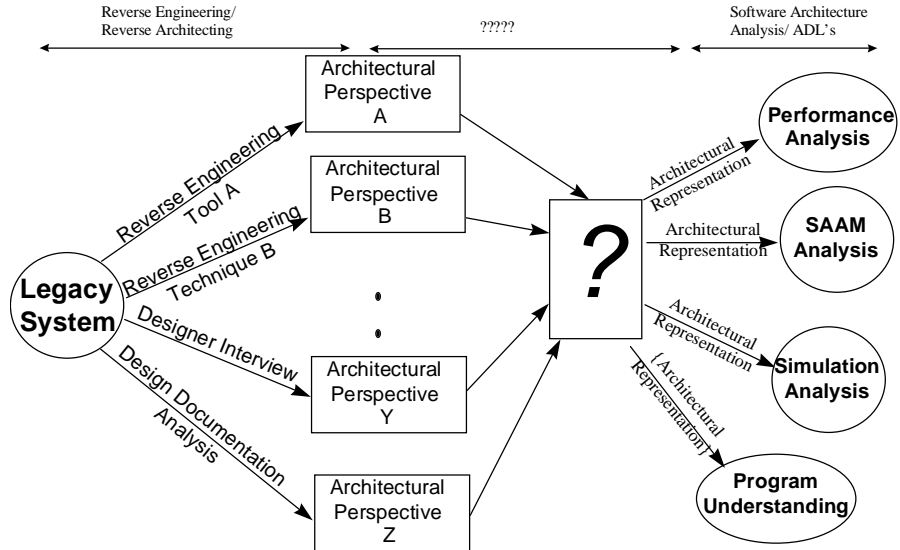 Reverse Engineering/
Reverse Architecting
?????
Software Architecture
Analysis/ ADL's
Architectural
Perspective
A
Architectural
Perspective
B
Architectural
Perspective
Y
Architectural
Perspective
Z
Legacy
System
Reverse Engineering
Tool A
Reverse Engineering
Technique B
Designer Interview
Design Documentation
Analysis
?
Architectural
Representation
Architectural
Representation
Architectural
Representation
{Architectural
Representation}
Performance
Analysis
SAAM
Analysis
Simulation
Analysis
Program
Understanding